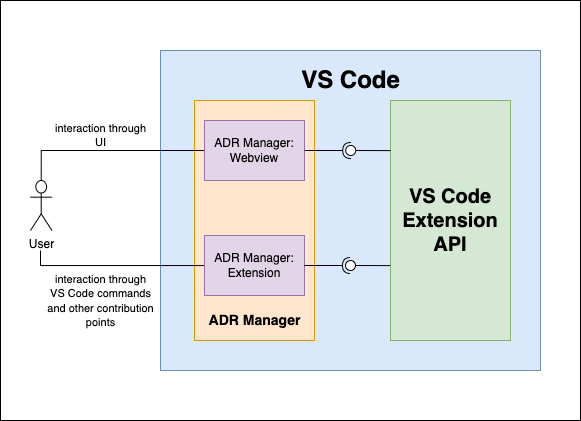 VS Code
interaction through
UI
ADR Manager:
Webview
VS Code
Extension
API
User
ADR Manager:
Extension
interaction through
VS Code commands
and other contribution
points
ADR Manager